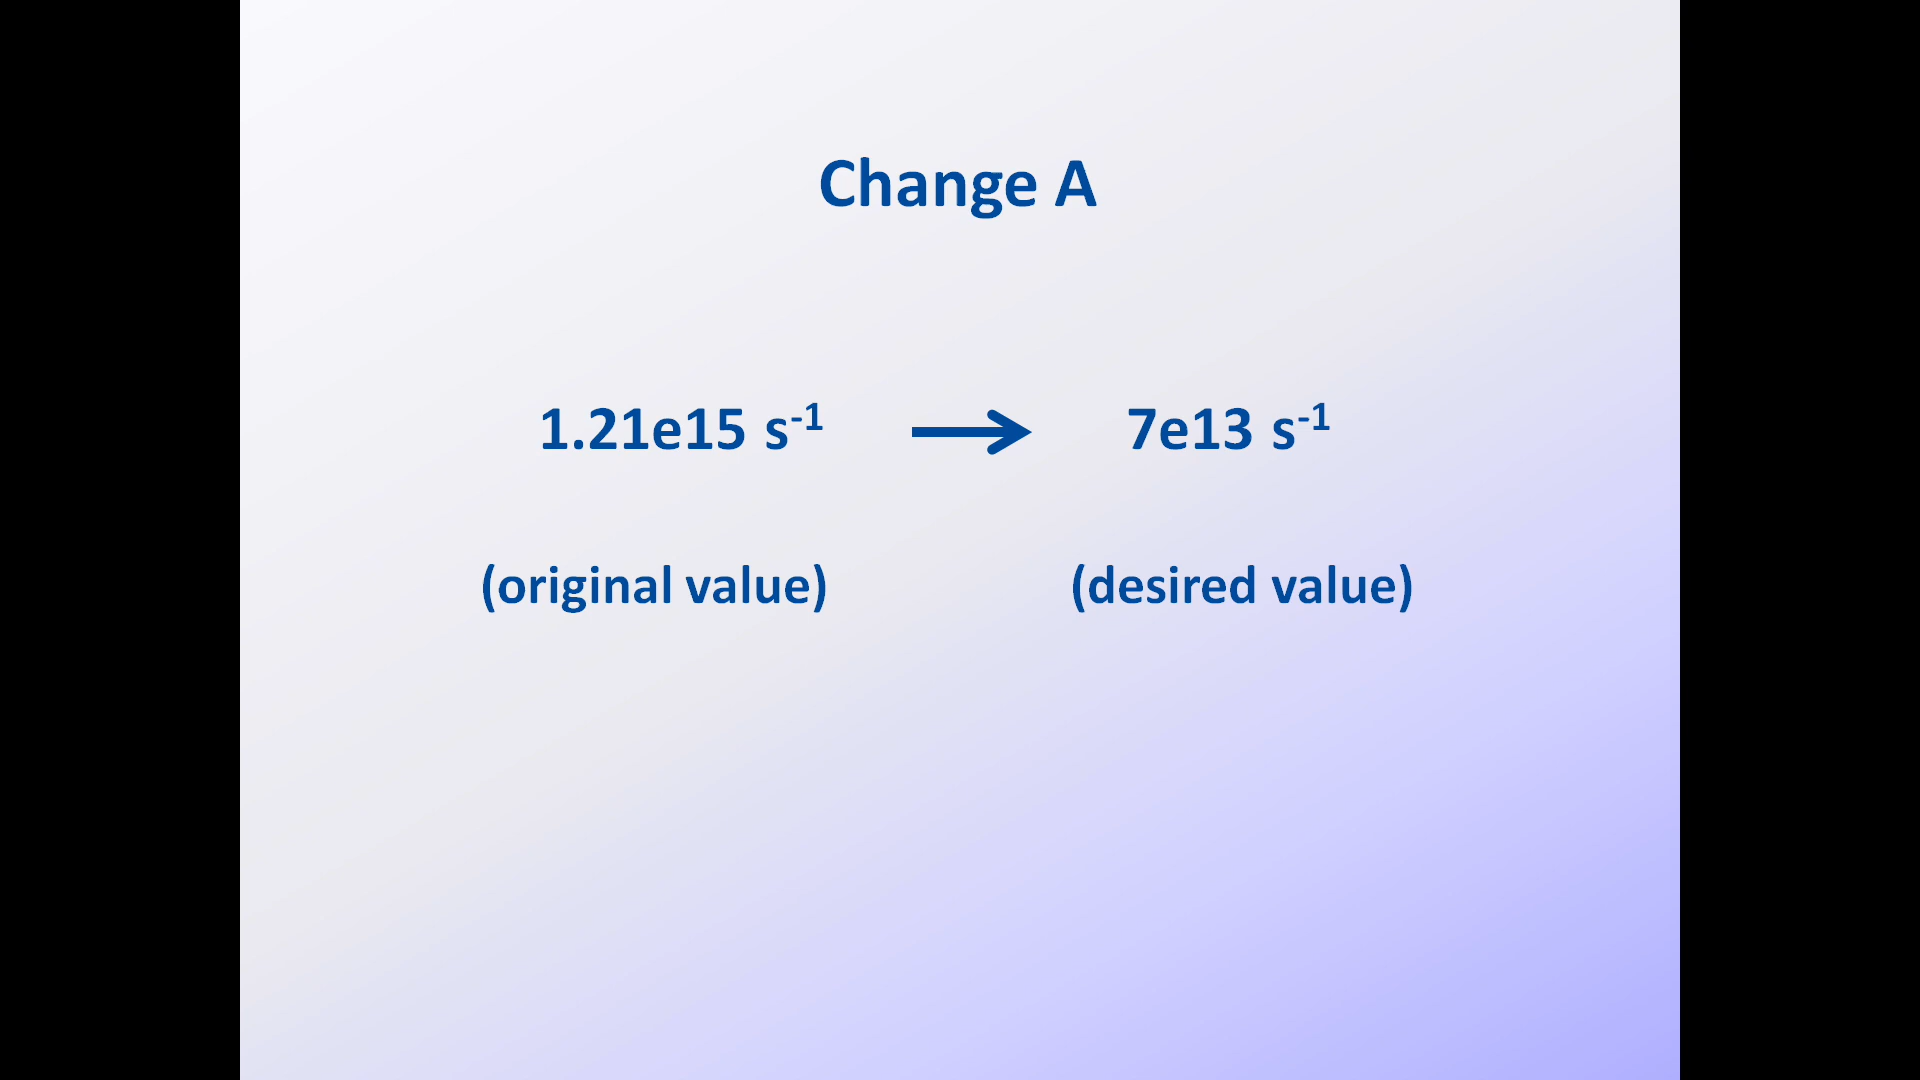 Change A
1.21e15 s⁻¹ → 7e13 s⁻¹
(original value) (desired value)